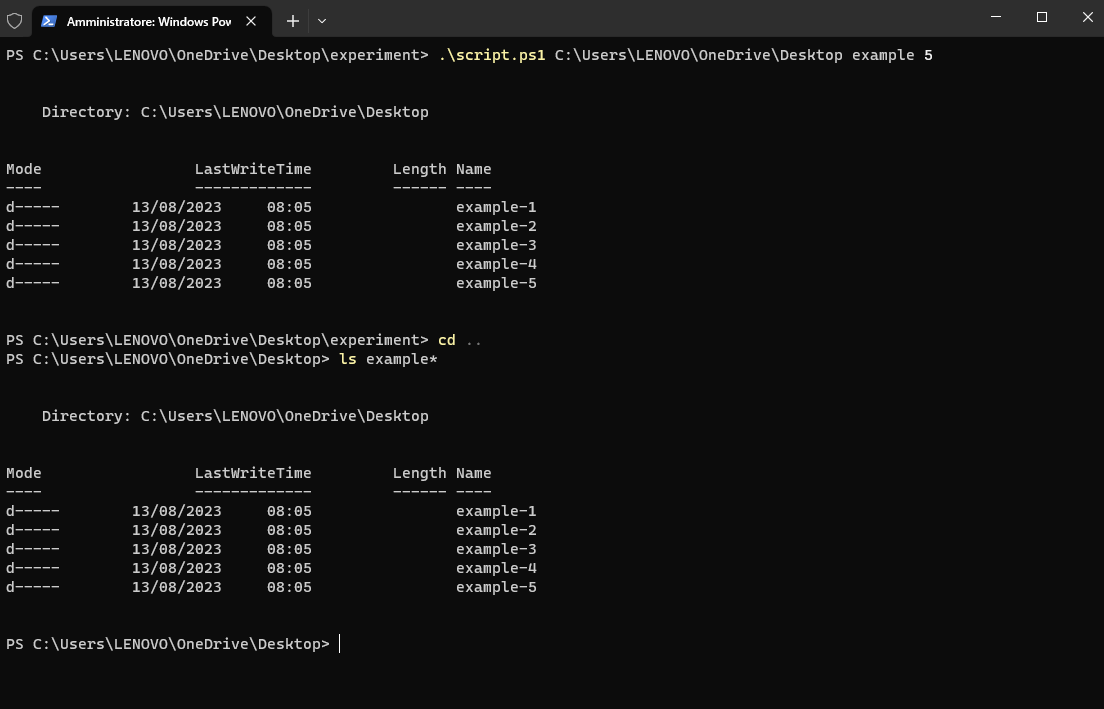 Amministratore: Windows Pow
PS C:\Users\LENOVO\OneDrive\Desktop\experiment> .\script.ps1 C:\Users\LENOVO\OneDrive\Desktop example 5
Directory: C:\Users\LENOVO\OneDrive\Desktop
Mode                 LastWriteTime         Length Name
----                 -------------         ------ ----
d-----        13/08/2023     08:05                example-1
d-----        13/08/2023     08:05                example-2
d-----        13/08/2023     08:05                example-3
d-----        13/08/2023     08:05                example-4
d-----        13/08/2023     08:05                example-5
PS C:\Users\LENOVO\OneDrive\Desktop\experiment> cd ..
PS C:\Users\LENOVO\OneDrive\Desktop> ls example*
Directory: C:\Users\LENOVO\OneDrive\Desktop
Mode                 LastWriteTime         Length Name
----                 -------------         ------ ----
d-----        13/08/2023     08:05                example-1
d-----        13/08/2023     08:05                example-2
d-----        13/08/2023     08:05                example-3
d-----        13/08/2023     08:05                example-4
d-----        13/08/2023     08:05                example-5
PS C:\Users\LENOVO\OneDrive\Desktop>